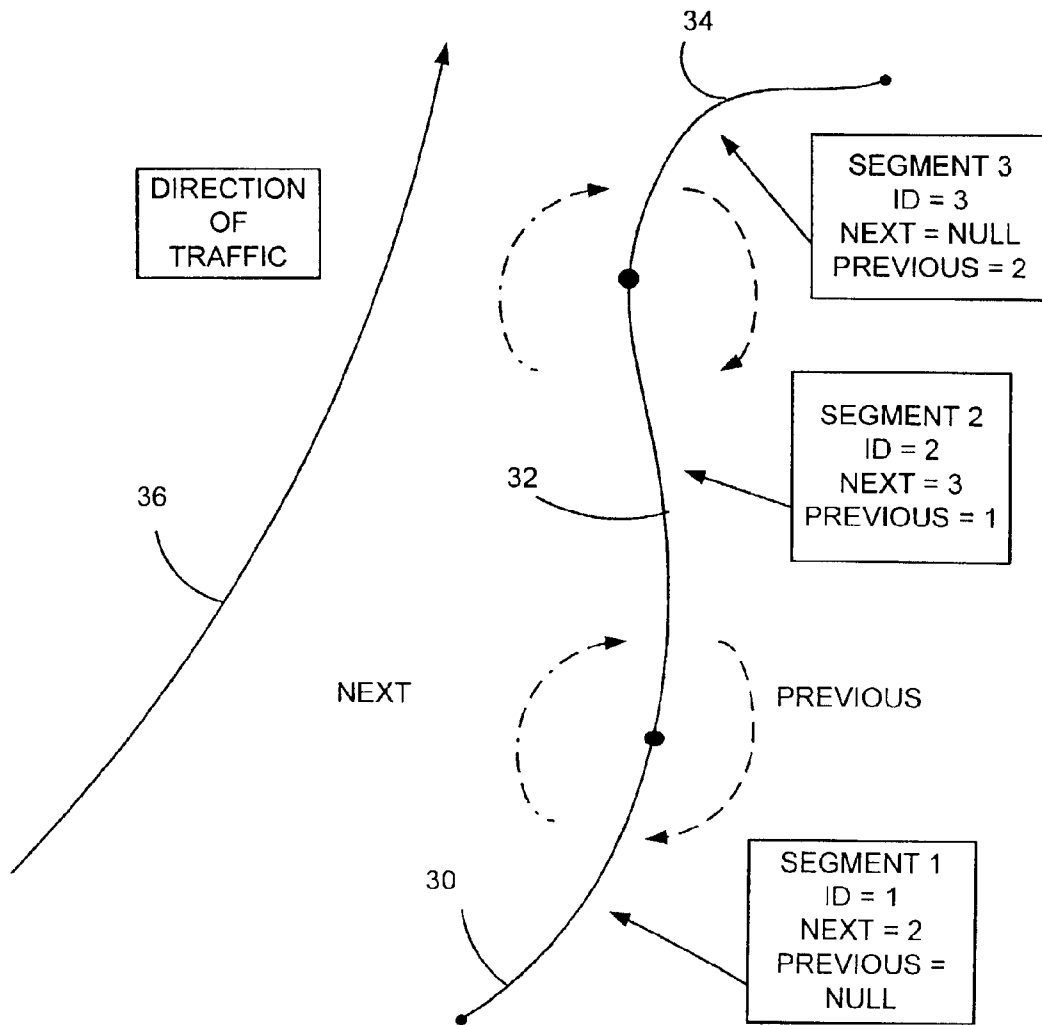 34
DIRECTION
OF
TRAFFIC
SEGMENT 3
ID = 3
NEXT = NULL
PREVIOUS = 2
SEGMENT 2
ID = 2
NEXT = 3
PREVIOUS = 1
32
36
NEXT
PREVIOUS
30
SEGMENT 1
ID = 1
NEXT = 2
PREVIOUS =
NULL